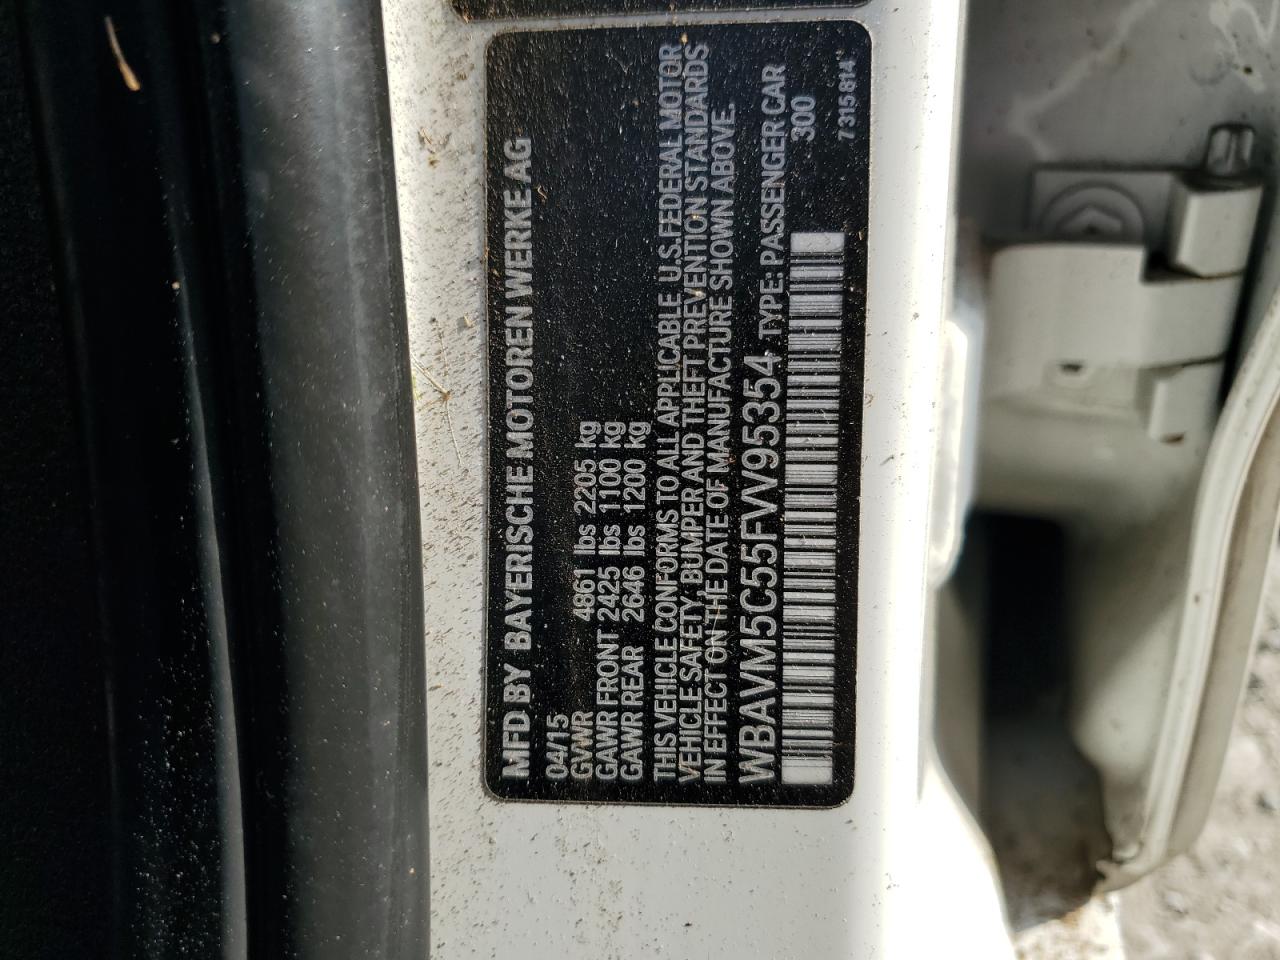 MFD BY BAYERISCHE MOTOREN WERKE AG
04/15
GVWR 4861 lbs 2205 kg
GAWR FRONT 2425 lbs 1100 kg
GAWR REAR 2646 lbs 1200 kg
THIS VEHICLE CONFORMS TO ALL APPLICABLE U.S.FEDERAL MOTOR
VEHICLE SAFETY, BUMPER AND THEFT PREVENTION STANDARDS
IN EFFECT ON THE DATE OF MANUFACTURE SHOWN ABOVE.
WBAVM5C55FVV95354 TYPE: PASSENGER CAR
300
7 315 814